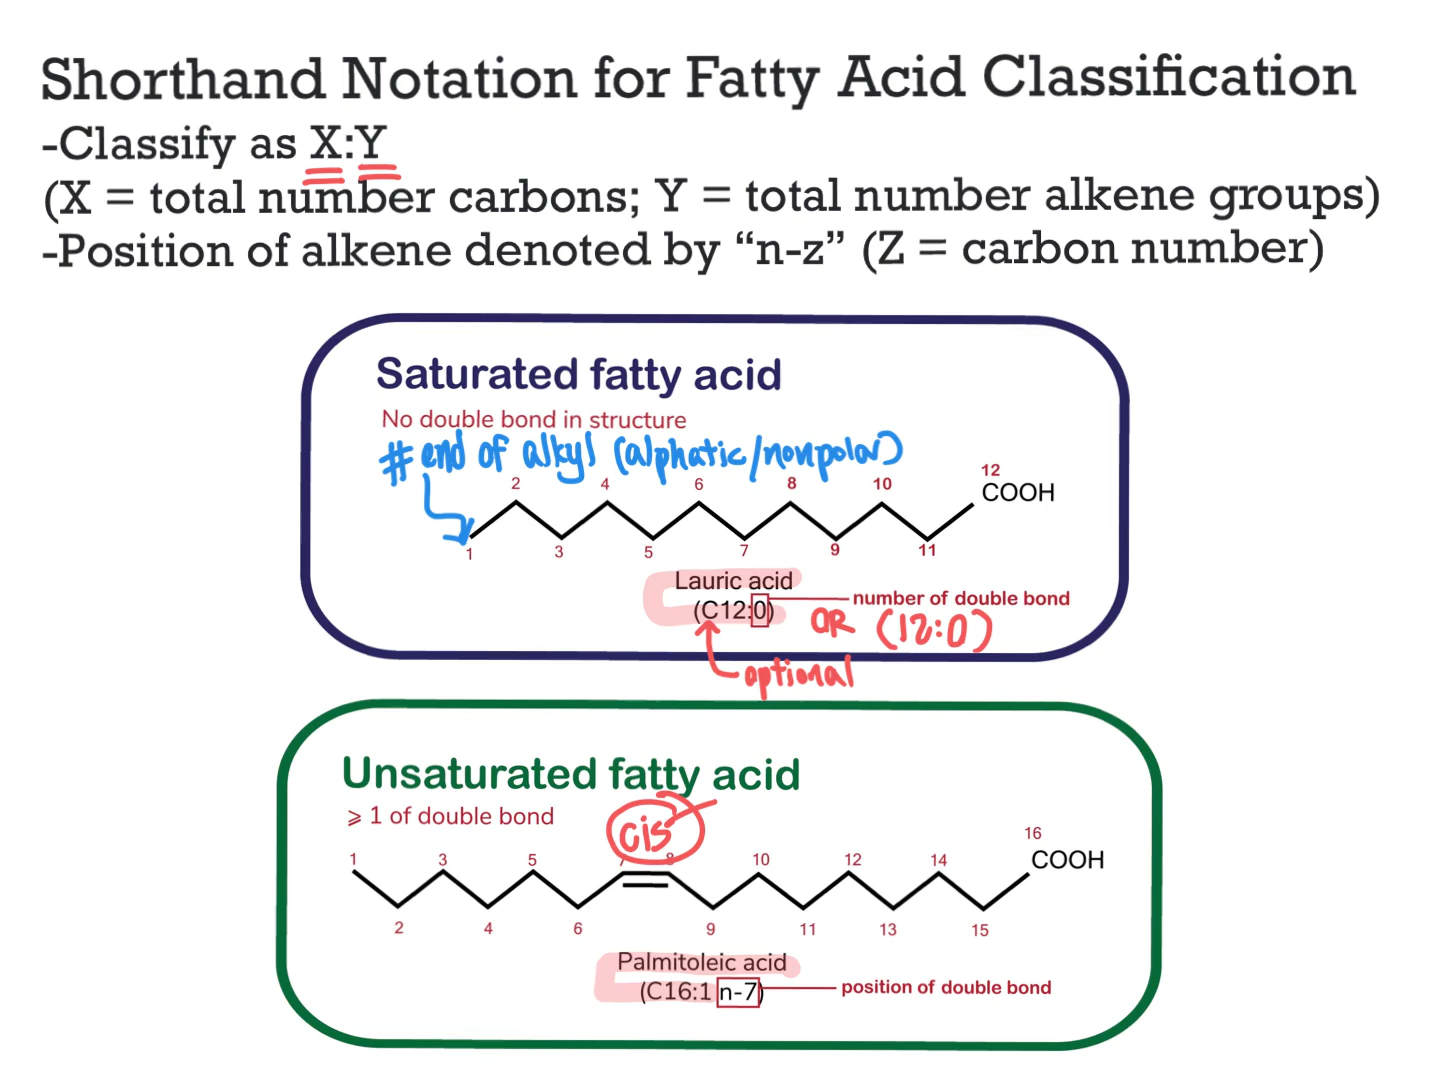 Shorthand Notation for Fatty Acid Classification
-Classify as X:Y
(X = total number carbons; Y = total number alkene groups)
-Position of alkene denoted by “n-z” (Z = carbon number)
Saturated fatty acid
No double bond in structure
# end of alkyl (alphatic/nonpolar)
2 4 6 8 10 12
COOH
1 3 5 7 9 11
Lauric acid
(C12:0) number of double bond
OR (12:0)
optional
Unsaturated fatty acid
⩾ 1 of double bond
cis
16
1 3 5 7 8 10 12 14 COOH
2 4 6 9 11 13 15
Palmitoleic acid
(C16:1 n-7) position of double bond